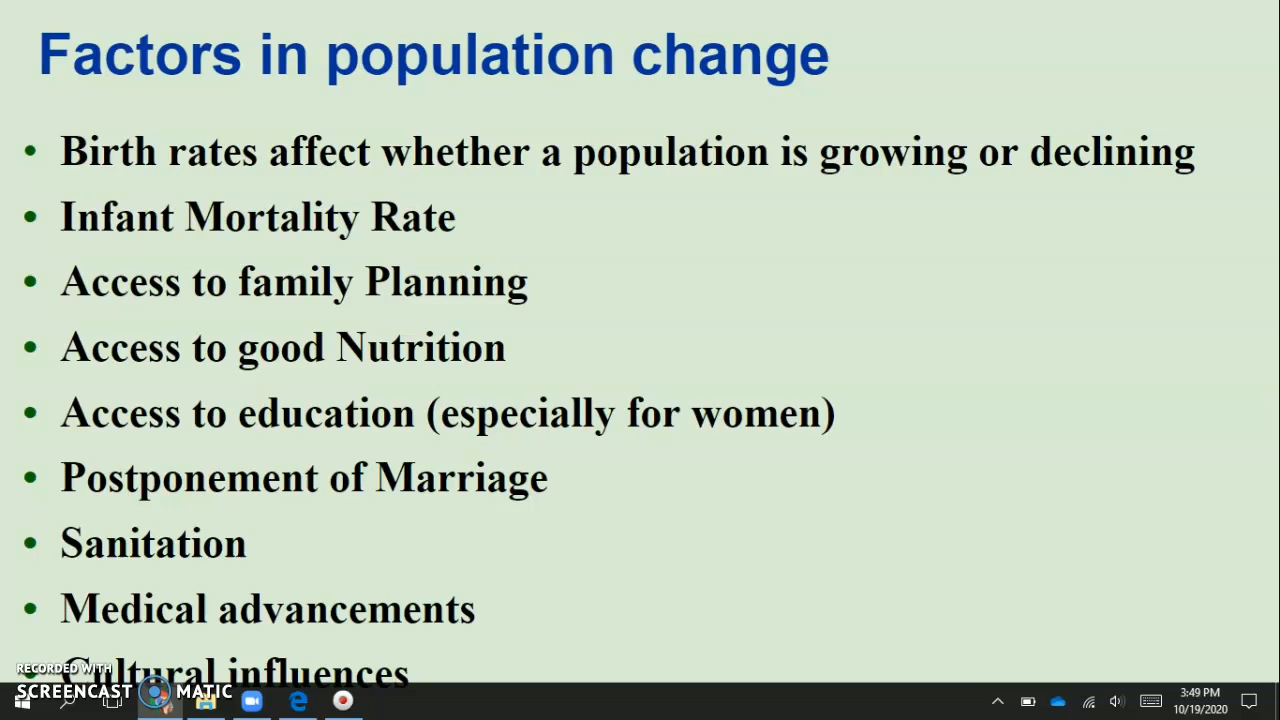 Factors in population change
• Birth rates affect whether a population is growing or declining
• Infant Mortality Rate
• Access to family Planning
• Access to good Nutrition
• Access to education (especially for women)
• Postponement of Marriage
• Sanitation
• Medical advancements
• Cultural influences
RECORDED WITH
SCREENCAST MATIC
3:49 PM
10/19/2020